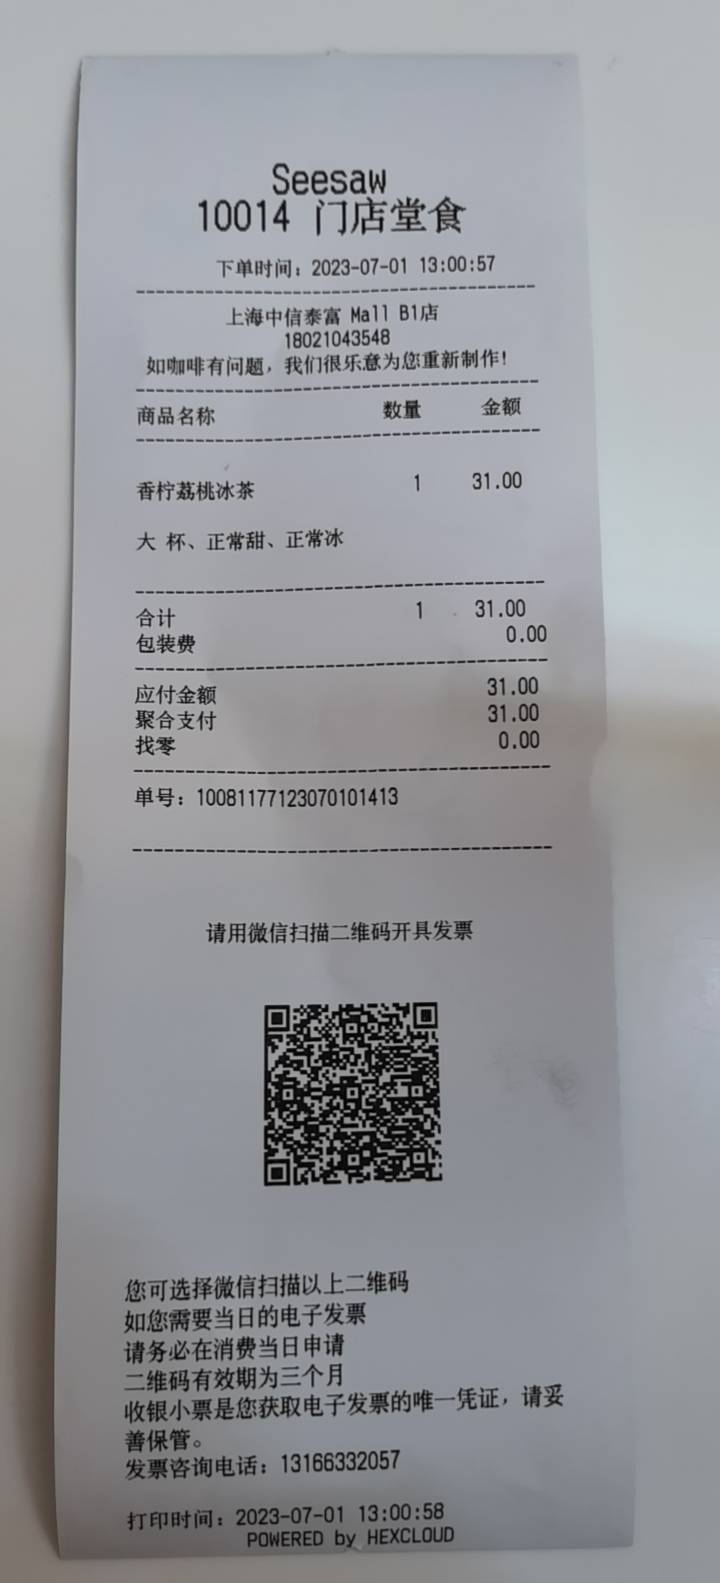 Seesaw
10014 门店堂食
下单时间：2023-07-01 13:00:57
上海中信泰富 Mall B1店
18021043548
如咖啡有问题，我们很乐意为您重新制作！
商品名称 数量 金额
香柠荔桃冰茶 1 31.00
大 杯、正常甜、正常冰
合计 1 31.00
包装费 0.00
应付金额 31.00
聚合支付 31.00
找零 0.00
单号：10081177123070101413
请用微信扫描二维码开具发票
您可选择微信扫描以上二维码
如您需要当日的电子发票
请务必在消费当日申请
二维码有效期为三个月
收银小票是您获取电子发票的唯一凭证，请妥
善保管。
发票咨询电话：13166332057
打印时间：2023-07-01 13:00:58
POWERED by HEXCLOUD